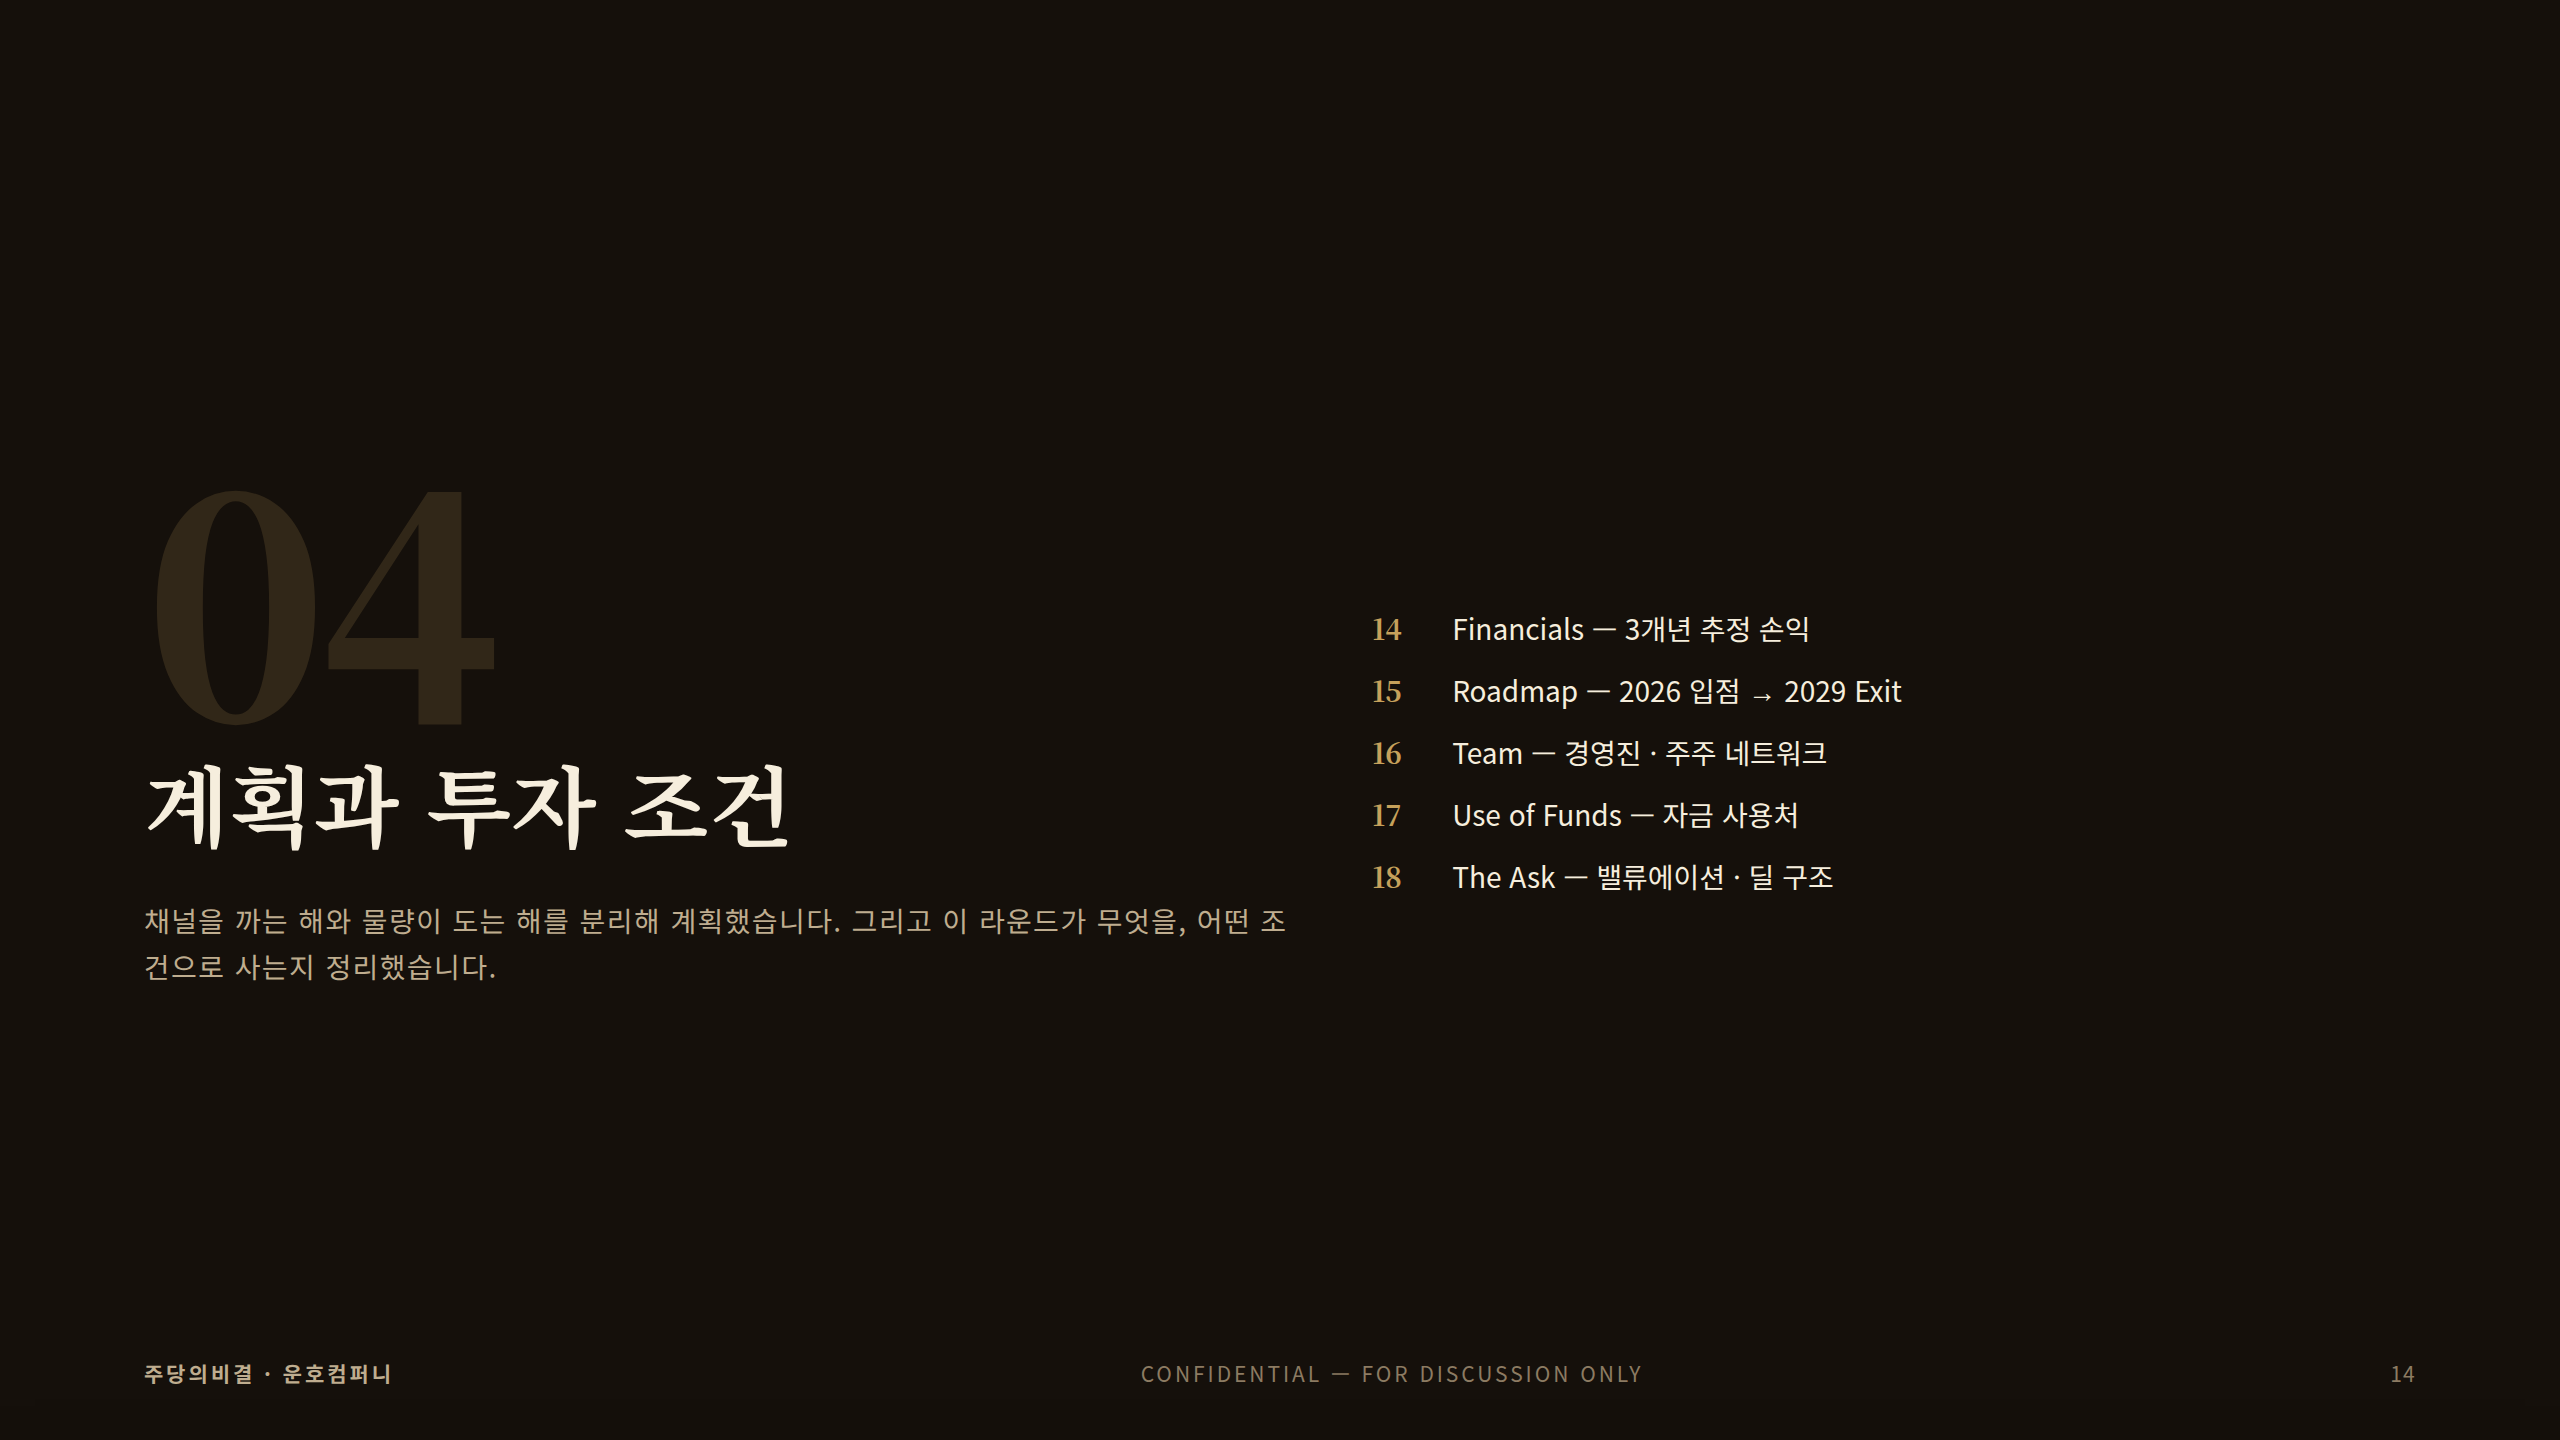 04
계획과 투자 조건
채널을 까는 해와 물량이 도는 해를 분리해 계획했습니다. 그리고 이 라운드가 무엇을, 어떤 조
건으로 사는지 정리했습니다.
14 Financials — 3개년 추정 손익
15 Roadmap — 2026 입점 → 2029 Exit
16 Team — 경영진 · 주주 네트워크
17 Use of Funds — 자금 사용처
18 The Ask — 밸류에이션 · 딜 구조
주당의비결 · 운호컴퍼니
CONFIDENTIAL — FOR DISCUSSION ONLY
14